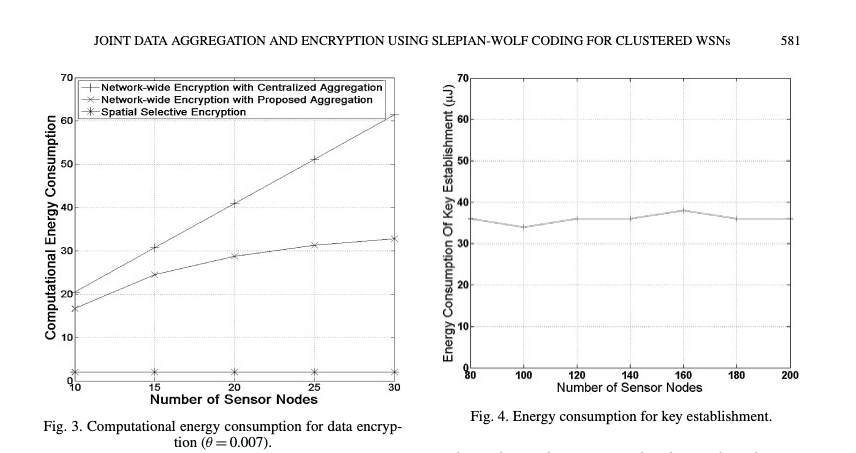 JOINT DATA AGGREGATION AND ENCRYPTION USING SLEPIAN-WOLF CODING FOR CLUSTERED WSNs 581
70
Network-wide Encryption with Centralized Aggregation
Network-wide Encryption with Proposed Aggregation
Spatial Selective Encryption
60
50
40
30
20
10
0
Computational Energy Consumption
10 15 20 25 30
Number of Sensor Nodes
Fig. 3. Computational energy consumption for data encryp-
tion (θ = 0.007).
70
60
50
40
30
20
10
0
Energy Consumption Of Key Establishment (μJ)
80 100 120 140 160 180 200
Number of Sensor Nodes
Fig. 4. Energy consumption for key establishment.